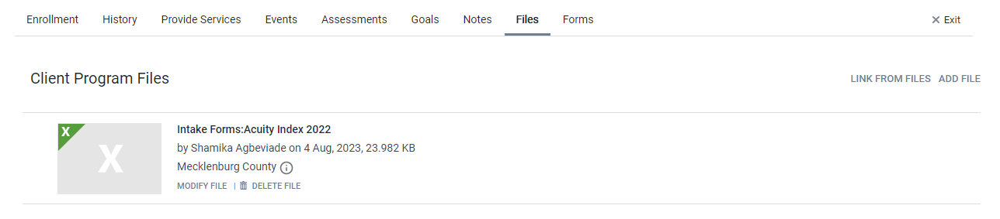 Enrollment History Provide Services Events Assessments Goals Notes Files Forms × Exit
Client Program Files LINK FROM FILES ADD FILE
X
X
Intake Forms:Acuity Index 2022
by Shamika Agbeviade on 4 Aug, 2023, 23.982 KB
Mecklenburg County
MODIFY FILE | DELETE FILE